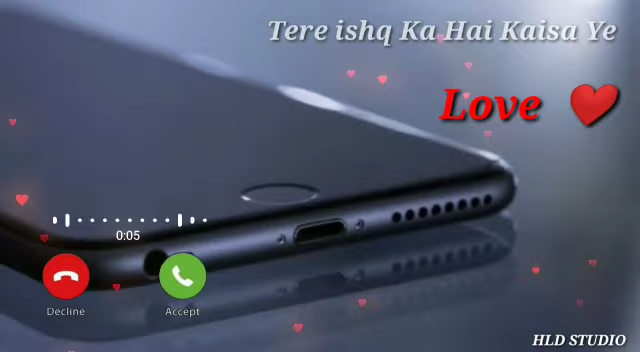 Tere ishq Ka Hai Kaisa Ye
Love ❤
0:05
Decline
Accept
HLD STUDIO